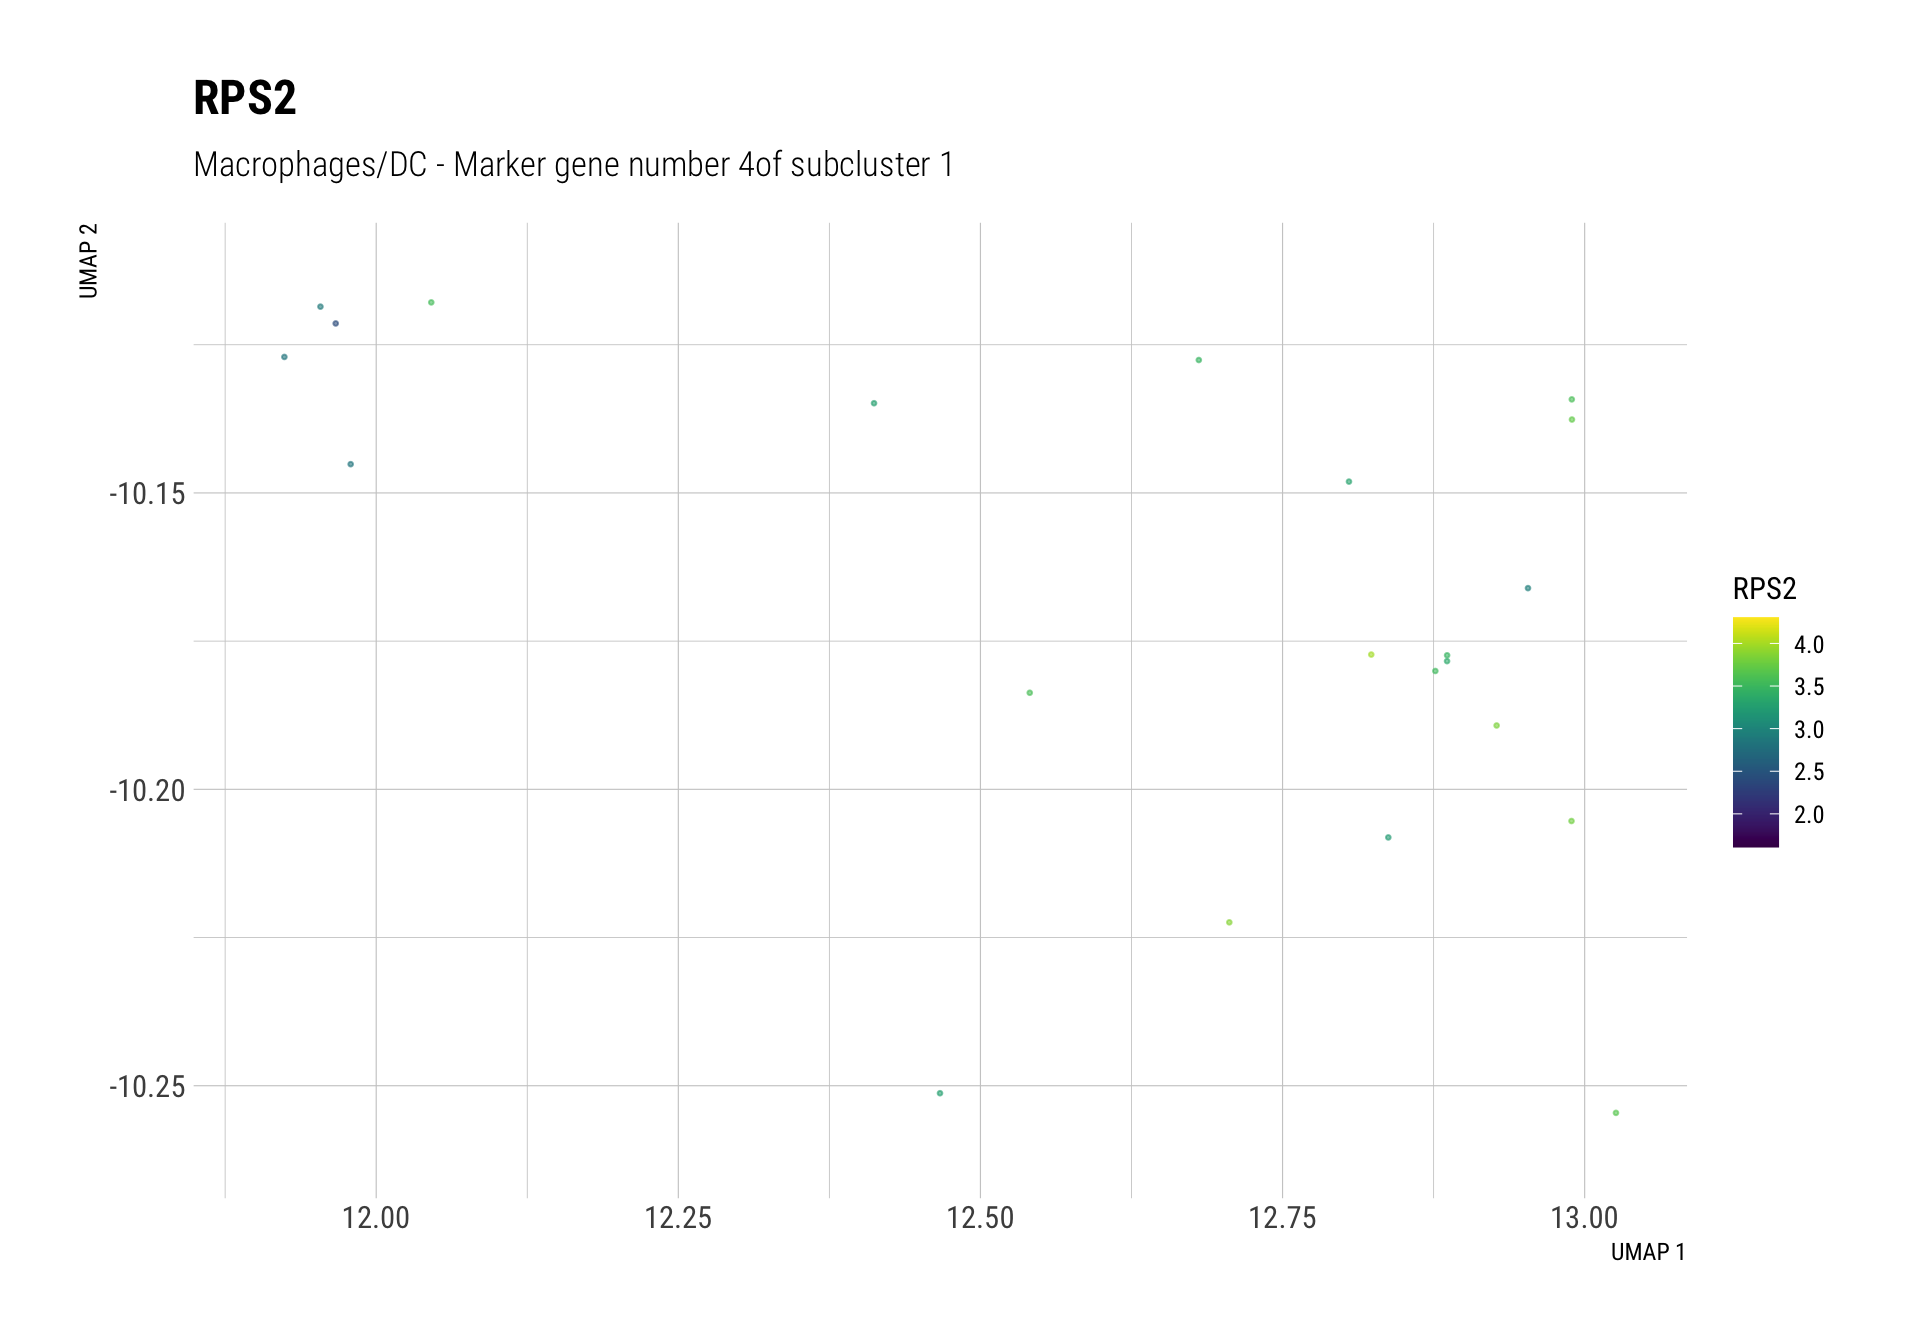 RPS2
Macrophages/DC - Marker gene number 4of subcluster 1
UMAP 2
-10.15
-10.20
-10.25
12.00 12.25 12.50 12.75 13.00
UMAP 1
RPS2
4.0
3.5
3.0
2.5
2.0